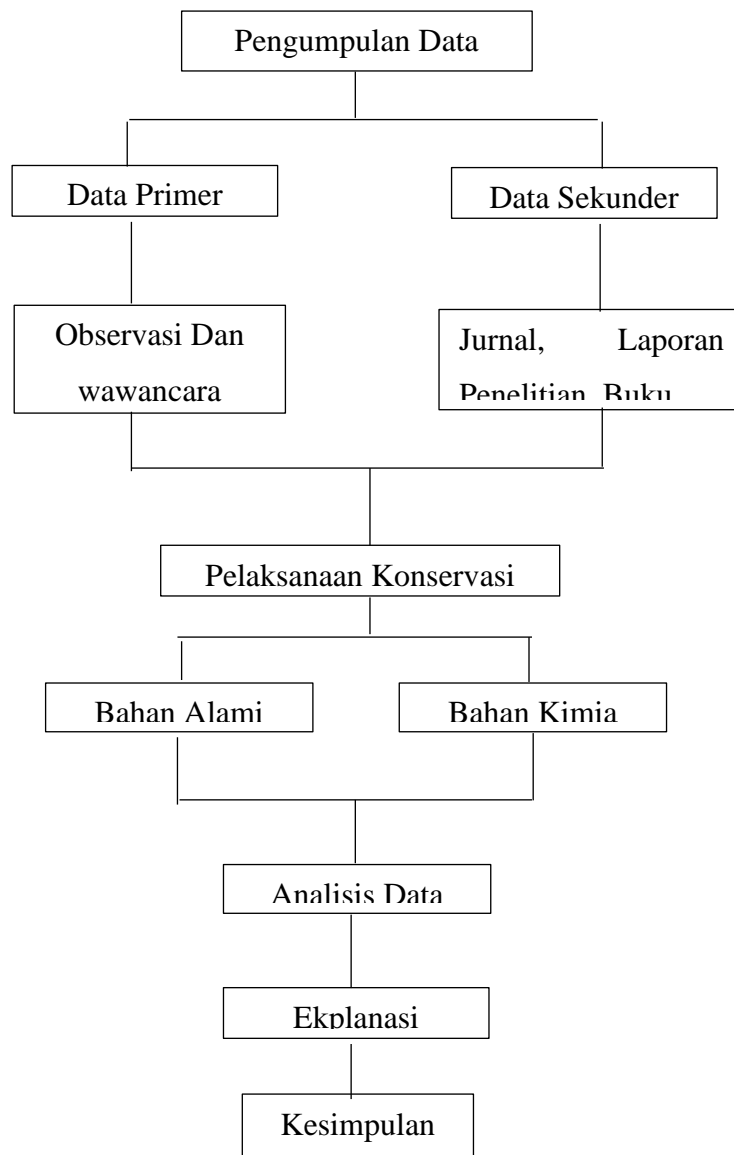 Pengumpulan Data
Data Primer
Data Sekunder
Observasi Dan
wawancara
Jurnal, Laporan
Penelitian, Buku
Pelaksanaan Konservasi
Bahan Alami
Bahan Kimia
Analisis Data
Ekplanasi
Kesimpulan